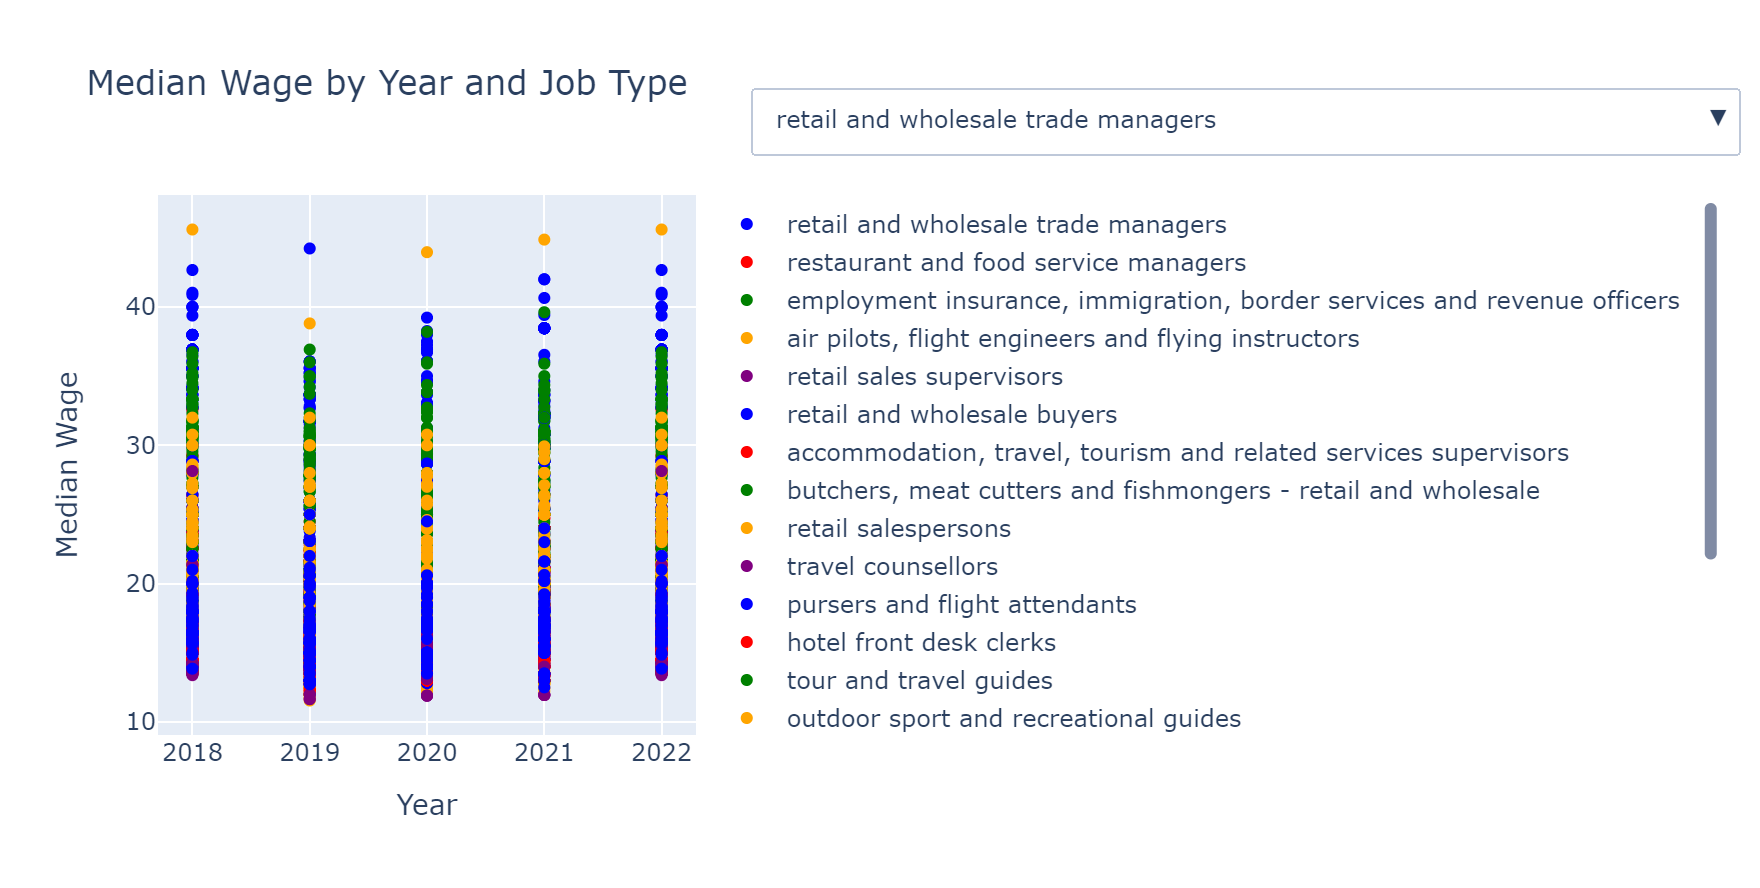 Median Wage by Year and Job Type
retail and wholesale trade managers
▼
Median Wage
40
30
20
10
2018 2019 2020 2021 2022
Year
retail and wholesale trade managers
restaurant and food service managers
employment insurance, immigration, border services and revenue officers
air pilots, flight engineers and flying instructors
retail sales supervisors
retail and wholesale buyers
accommodation, travel, tourism and related services supervisors
butchers, meat cutters and fishmongers - retail and wholesale
retail salespersons
travel counsellors
pursers and flight attendants
hotel front desk clerks
tour and travel guides
outdoor sport and recreational guides